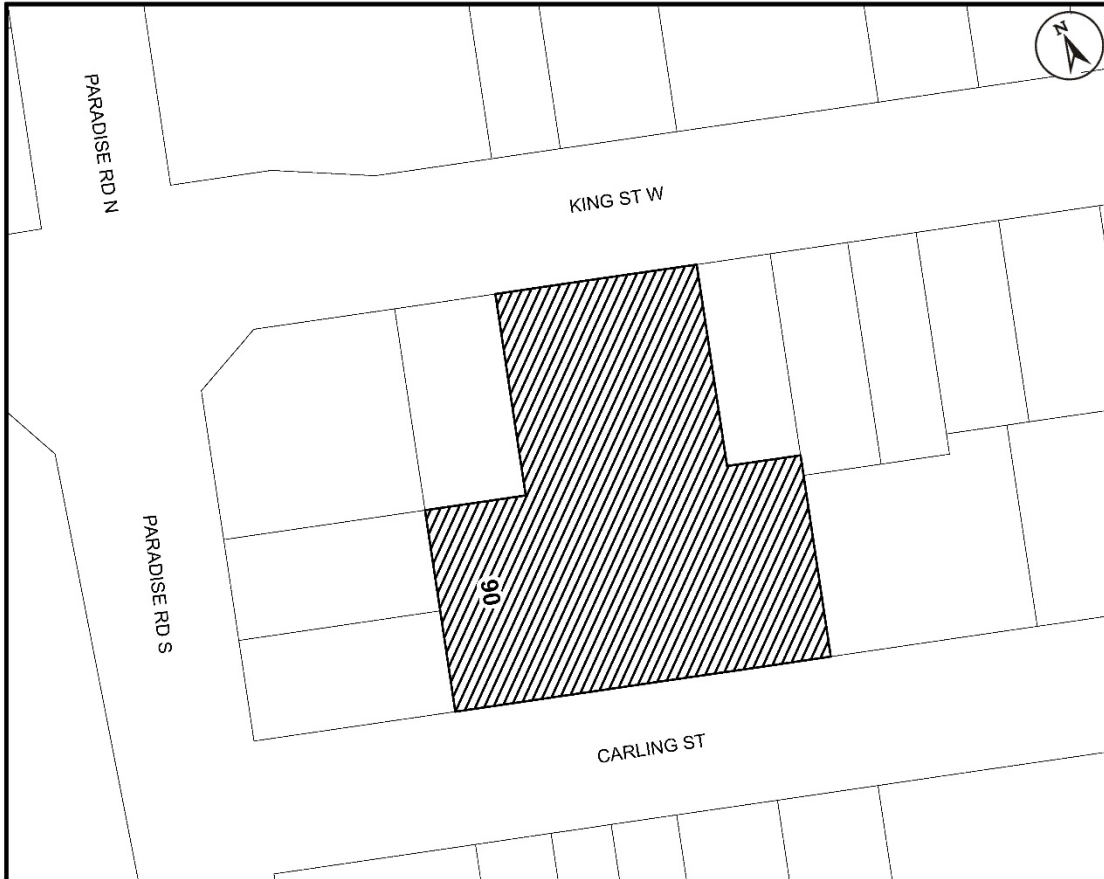 N
PARADISE RD N
KING ST W
PARADISE RD S
90
CARLING ST